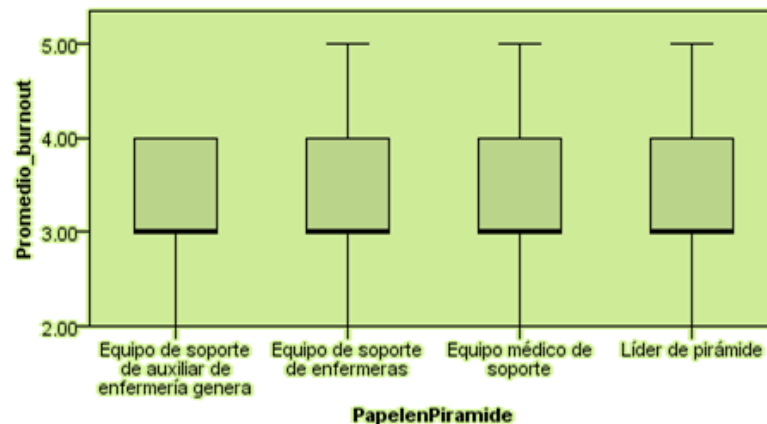 Promedio_burnout
5.00
4.00
3.00
2.00
Equipo de soporte
de auxiliar de
enfermería genera
Equipo de soporte
de enfermeras
Equipo médico de
soporte
Líder de pirámide
PapelenPiramide